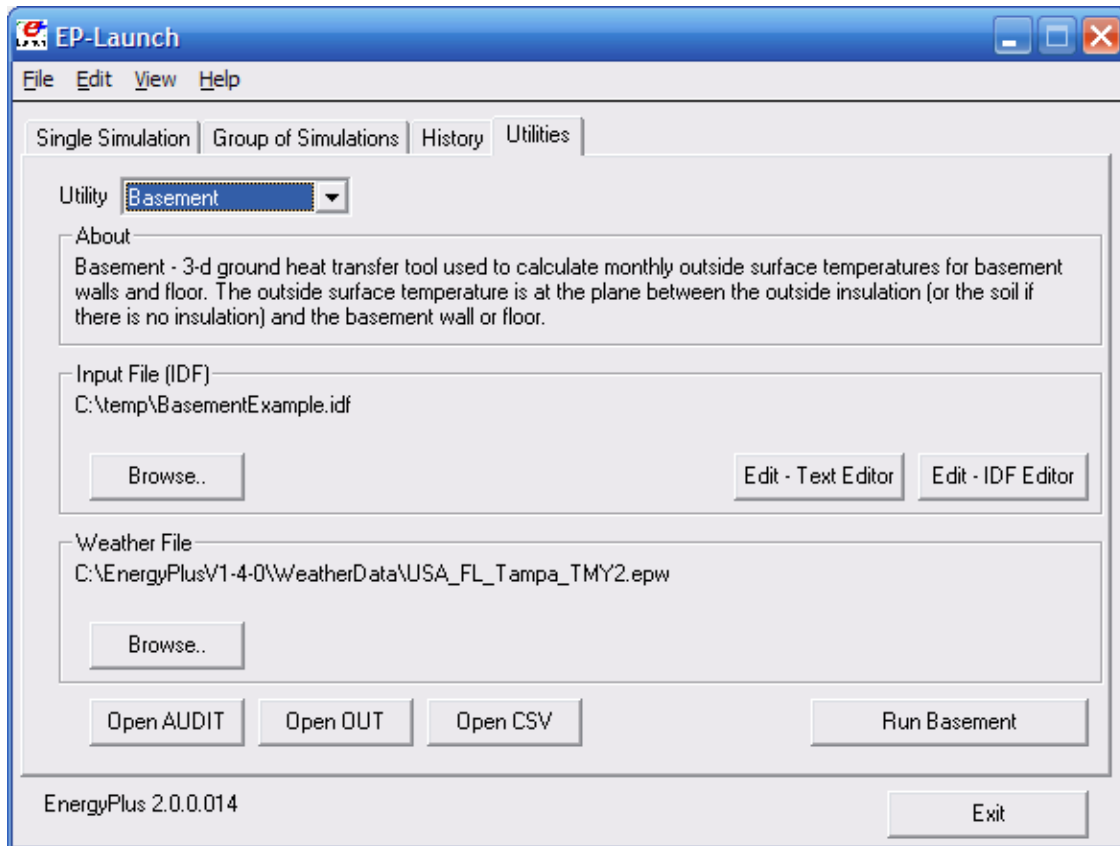 EP-Launch
File Edit View Help
Single Simulation Group of Simulations History Utilities
Utility Basement
About
Basement - 3-d ground heat transfer tool used to calculate monthly outside surface temperatures for basement
walls and floor. The outside surface temperature is at the plane between the outside insulation (or the soil if
there is no insulation) and the basement wall or floor.
Input File (IDF)
C:\temp\BasementExample.idf
Browse.. Edit - Text Editor Edit - IDF Editor
Weather File
C:\EnergyPlusV1-4-0\WeatherData\USA_FL_Tampa_TMY2.epw
Browse..
Open AUDIT Open OUT Open CSV Run Basement
EnergyPlus 2.0.0.014 Exit